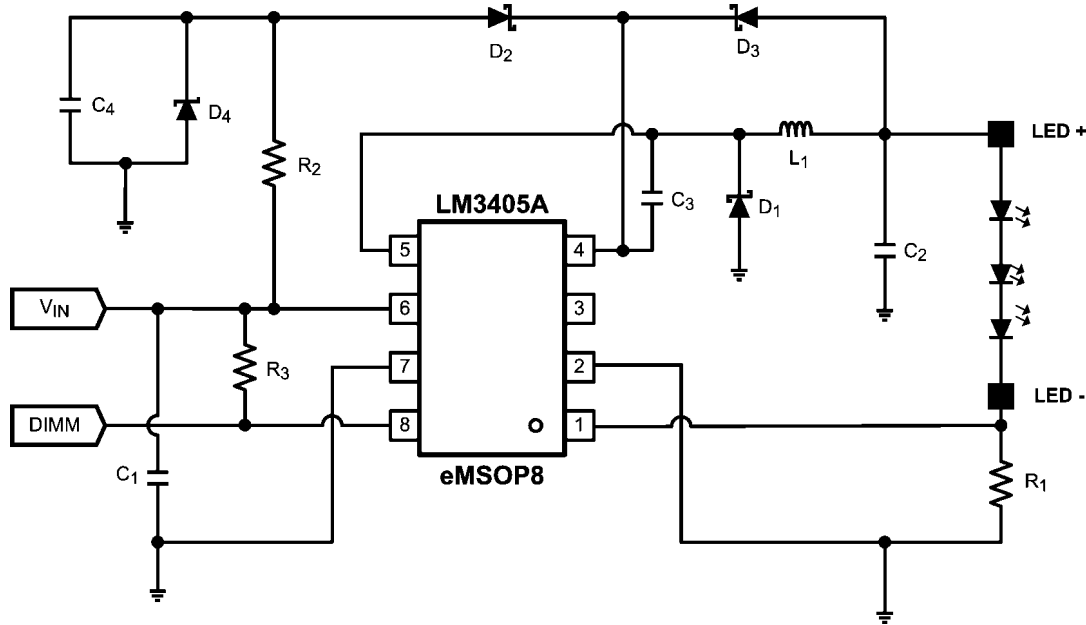 D2
D3
C4
D4
R2
LED +
L1
LM3405A
C3
D1
5
4
C2
VIN
6
3
R3
7
2
LED -
DIMM
8
1
C1
eMSOP8
R1